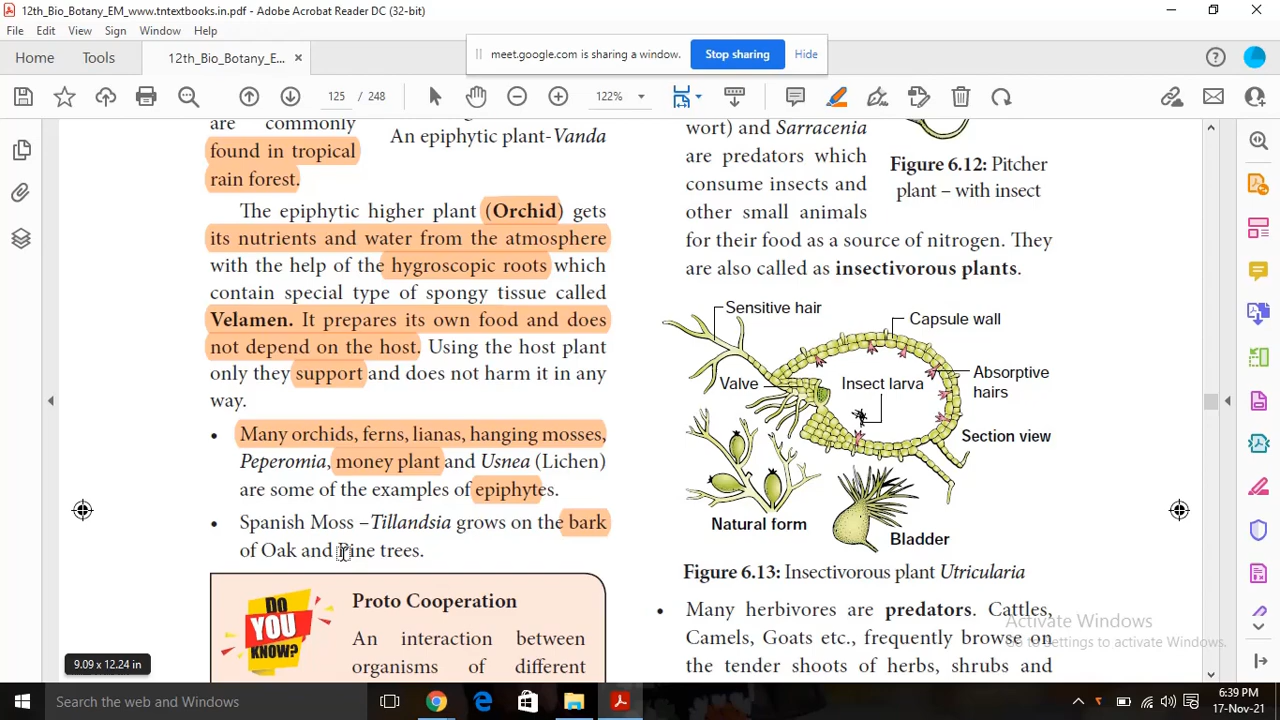 12th_Bio_Botany_EM_www.tntextbooks.in.pdf - Adobe Acrobat Reader DC (32-bit)
File Edit View Sign Window Help
Home Tools 12th_Bio_Botany_E... ×
meet.google.com is sharing a window. Stop sharing Hide
125 / 248 122%
are commonly
found in tropical
rain forest.
An epiphytic plant-Vanda
The epiphytic higher plant (Orchid) gets
its nutrients and water from the atmosphere
with the help of the hygroscopic roots which
contain special type of spongy tissue called
Velamen. It prepares its own food and does
not depend on the host. Using the host plant
only they support and does not harm it in any
way.
• Many orchids, ferns, lianas, hanging mosses,
Peperomia, money plant and Usnea (Lichen)
are some of the examples of epiphytes.
• Spanish Moss –Tillandsia grows on the bark
of Oak and Pine trees.
DO
YOU
KNOW?
Proto Cooperation
An interaction between
organisms of different
wort) and Sarracenia
are predators which
consume insects and
other small animals
for their food as a source of nitrogen. They
are also called as insectivorous plants.
Figure 6.12: Pitcher
plant – with insect
Sensitive hair
Capsule wall
Valve
Insect larva
Absorptive
hairs
Section view
Natural form
Bladder
Figure 6.13: Insectivorous plant Utricularia
• Many herbivores are predators. Cattles,
Camels, Goats etc., frequently browse on
the tender shoots of herbs, shrubs and
Activate Windows
Go to Settings to activate Windows.
9.09 x 12.24 in
Search the web and Windows
6:39 PM
17-Nov-21